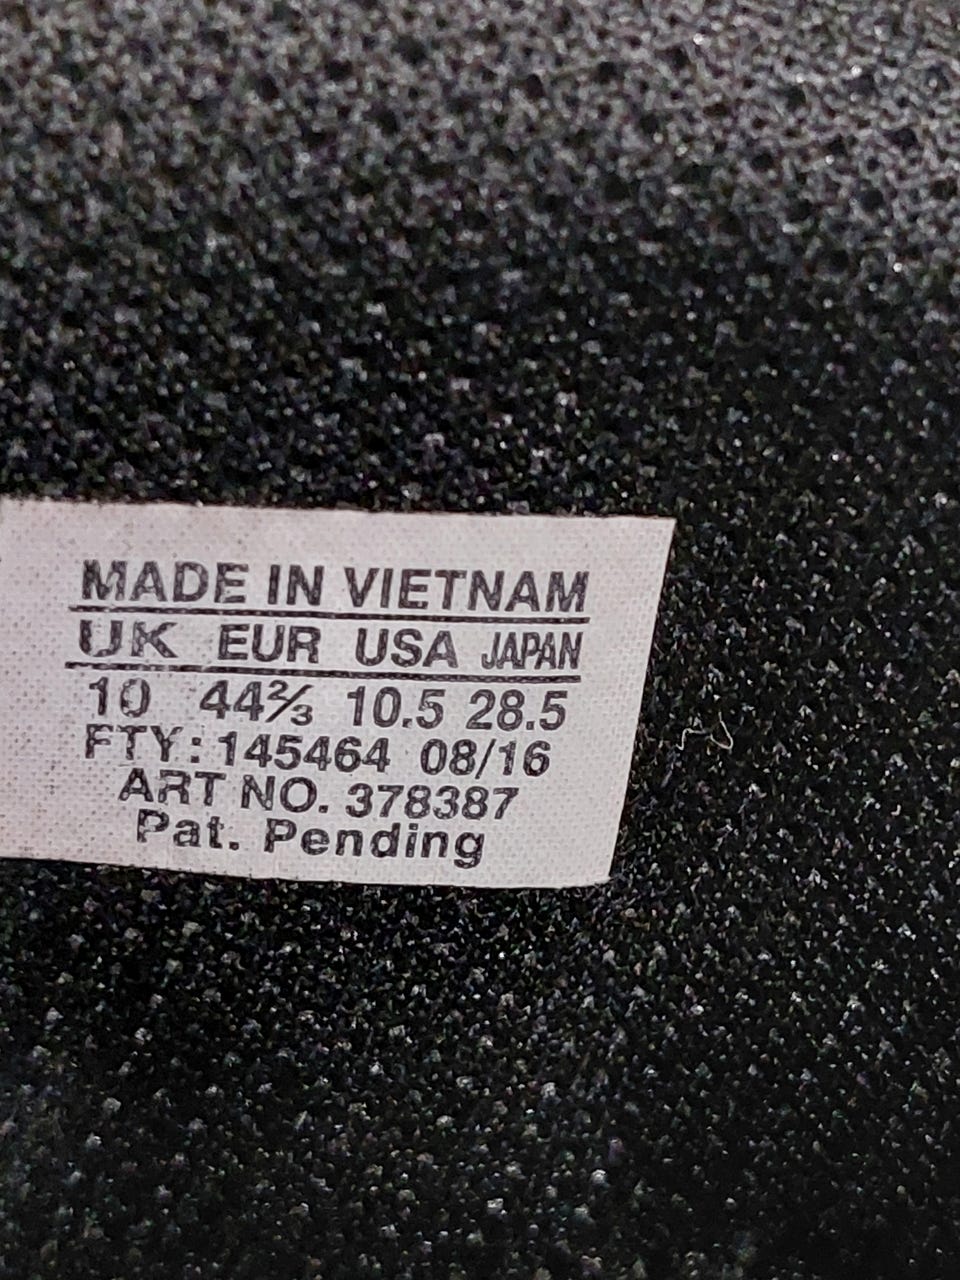 MADE IN VIETNAM
UK EUR USA JAPAN
10 44⅔ 10.5 28.5
FTY: 145464 08/16
ART NO. 378387
Pat. Pending